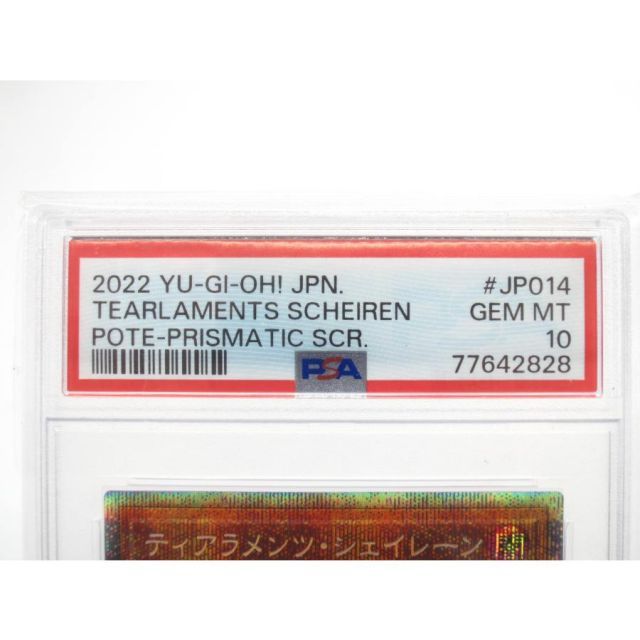 2022 YU-GI-OH! JPN. #JP014
TEARLAMENTS SCHEIREN GEM MT
POTE-PRISMATIC SCR. 10
PSA 77642828
ティアラメンツ・シェイレーン 闇